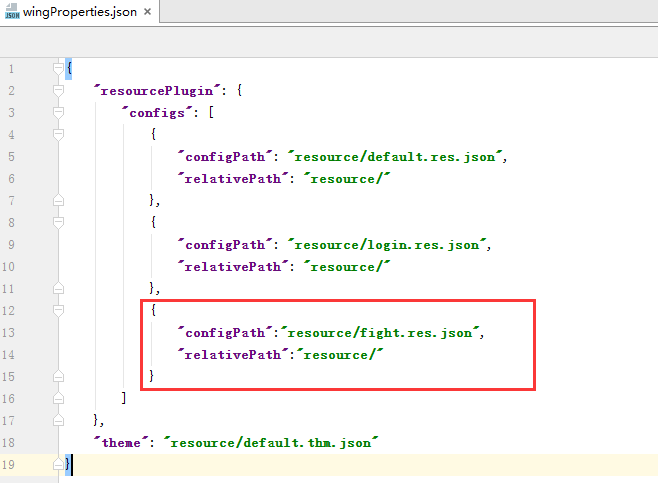 JSON wingProperties.json ×
1 {
2 "resourcePlugin": {
3 "configs": [
4 {
5 "configPath": "resource/default.res.json",
6 "relativePath": "resource/"
7 },
8 {
9 "configPath": "resource/login.res.json",
10 "relativePath": "resource/"
11 },
12 {
13 "configPath":"resource/fight.res.json",
14 "relativePath":"resource/"
15 }
16 ]
17 },
18 "theme": "resource/default.thm.json"
19 }